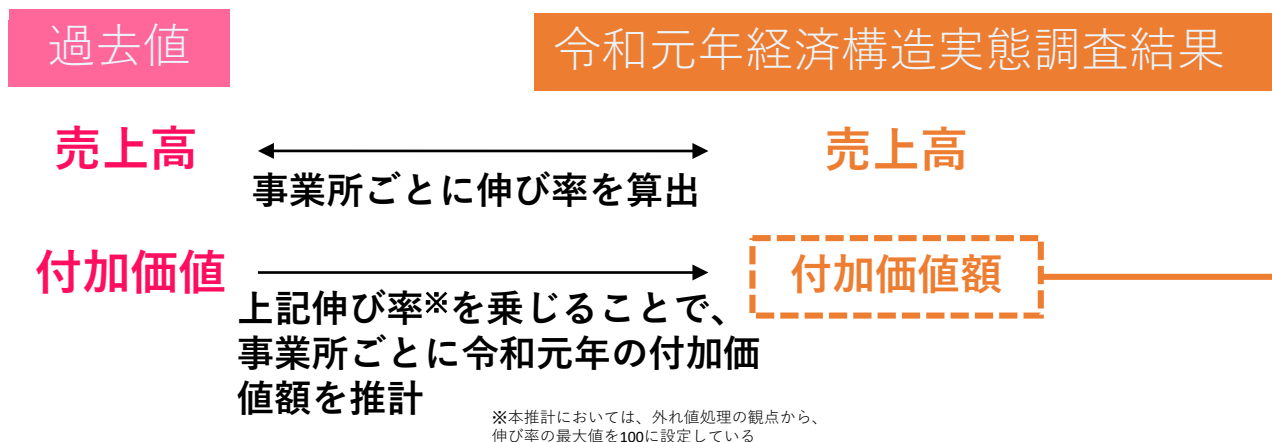 過去値
令和元年経済構造実態調査結果
売上高
売上高
事業所ごとに伸び率を算出
付加価値
付加価値額
上記伸び率※を乗じることで、
事業所ごとに令和元年の付加価
値額を推計
※本推計においては、外れ値処理の観点から、
伸び率の最大値を100に設定している